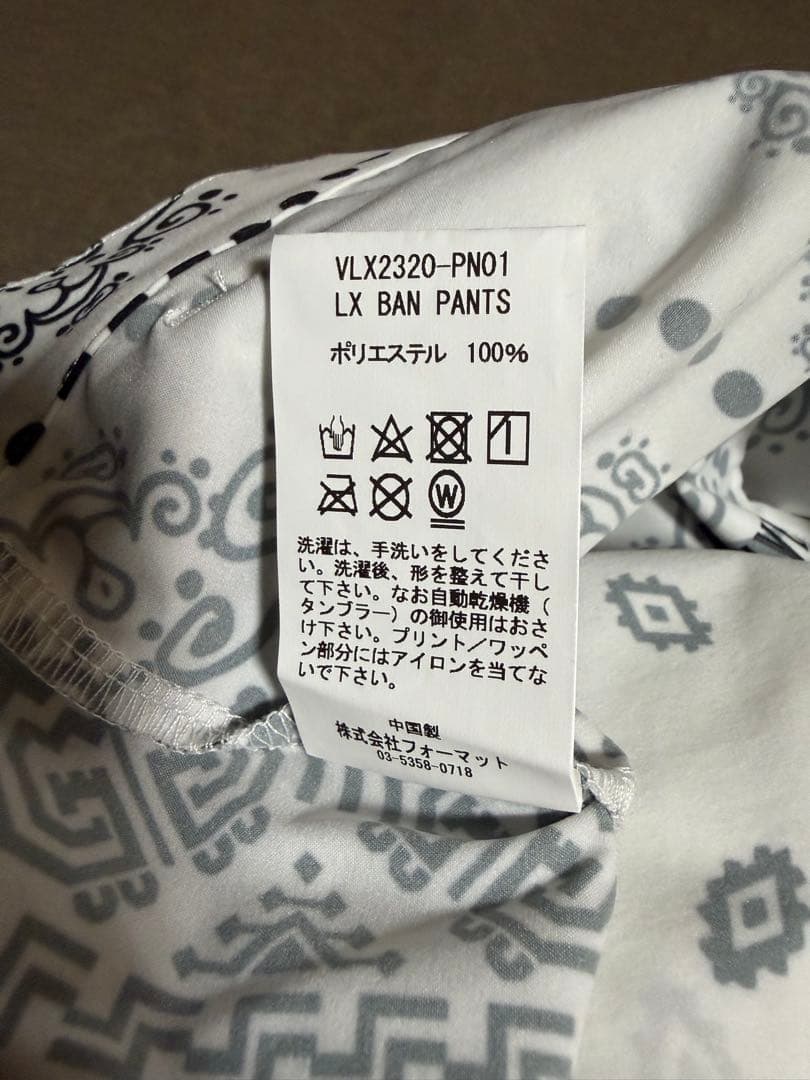 VLX2320-PN01
LX BAN PANTS
ポリエステル 100%
W
洗濯は、手洗いをしてくださ
い。洗濯後、形を整えて干し
て下さい。なお自動乾燥機（
タンブラー）の御使用はおさ
け下さい。プリント／ワッペ
ン部分にはアイロンを当てな
いで下さい。
中国製
株式会社フォーマット
03-5358-0718